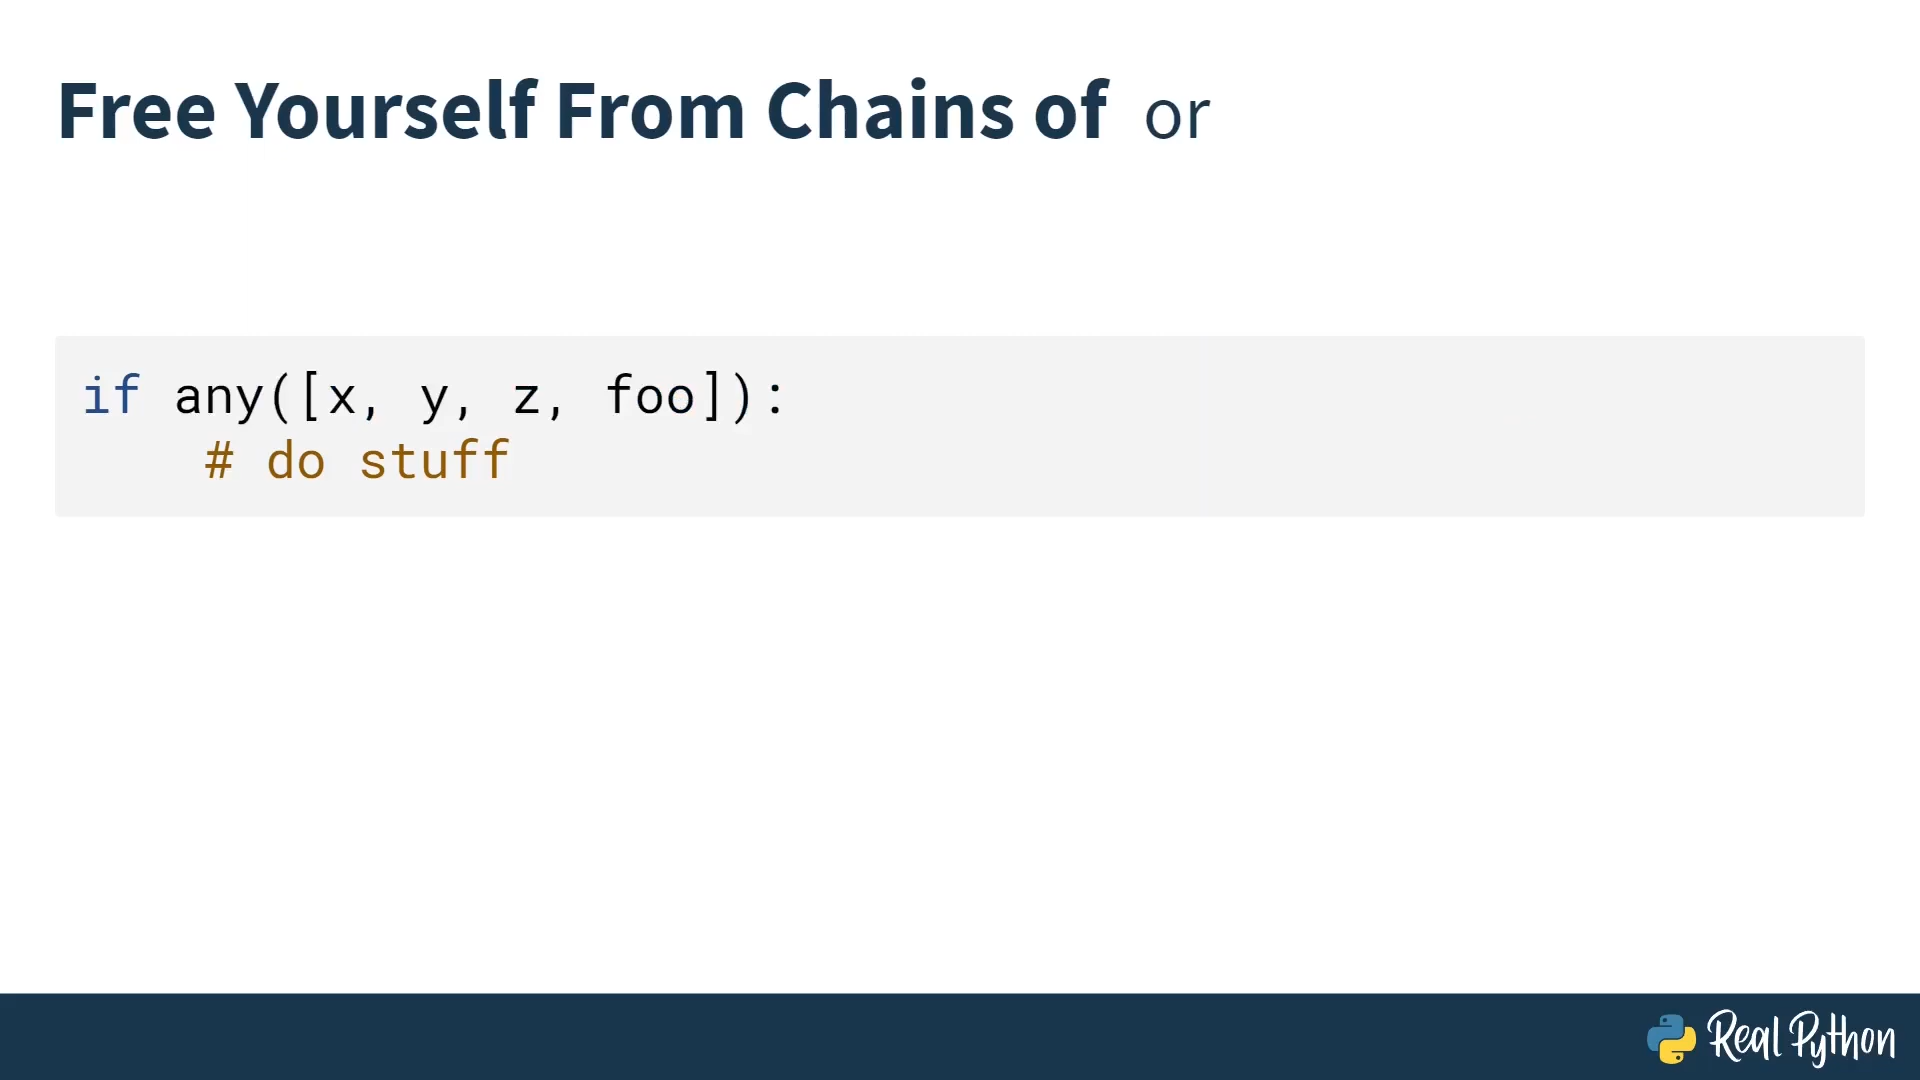 Free Yourself From Chains of or
if any([x, y, z, foo]):
    # do stuff
Real Python